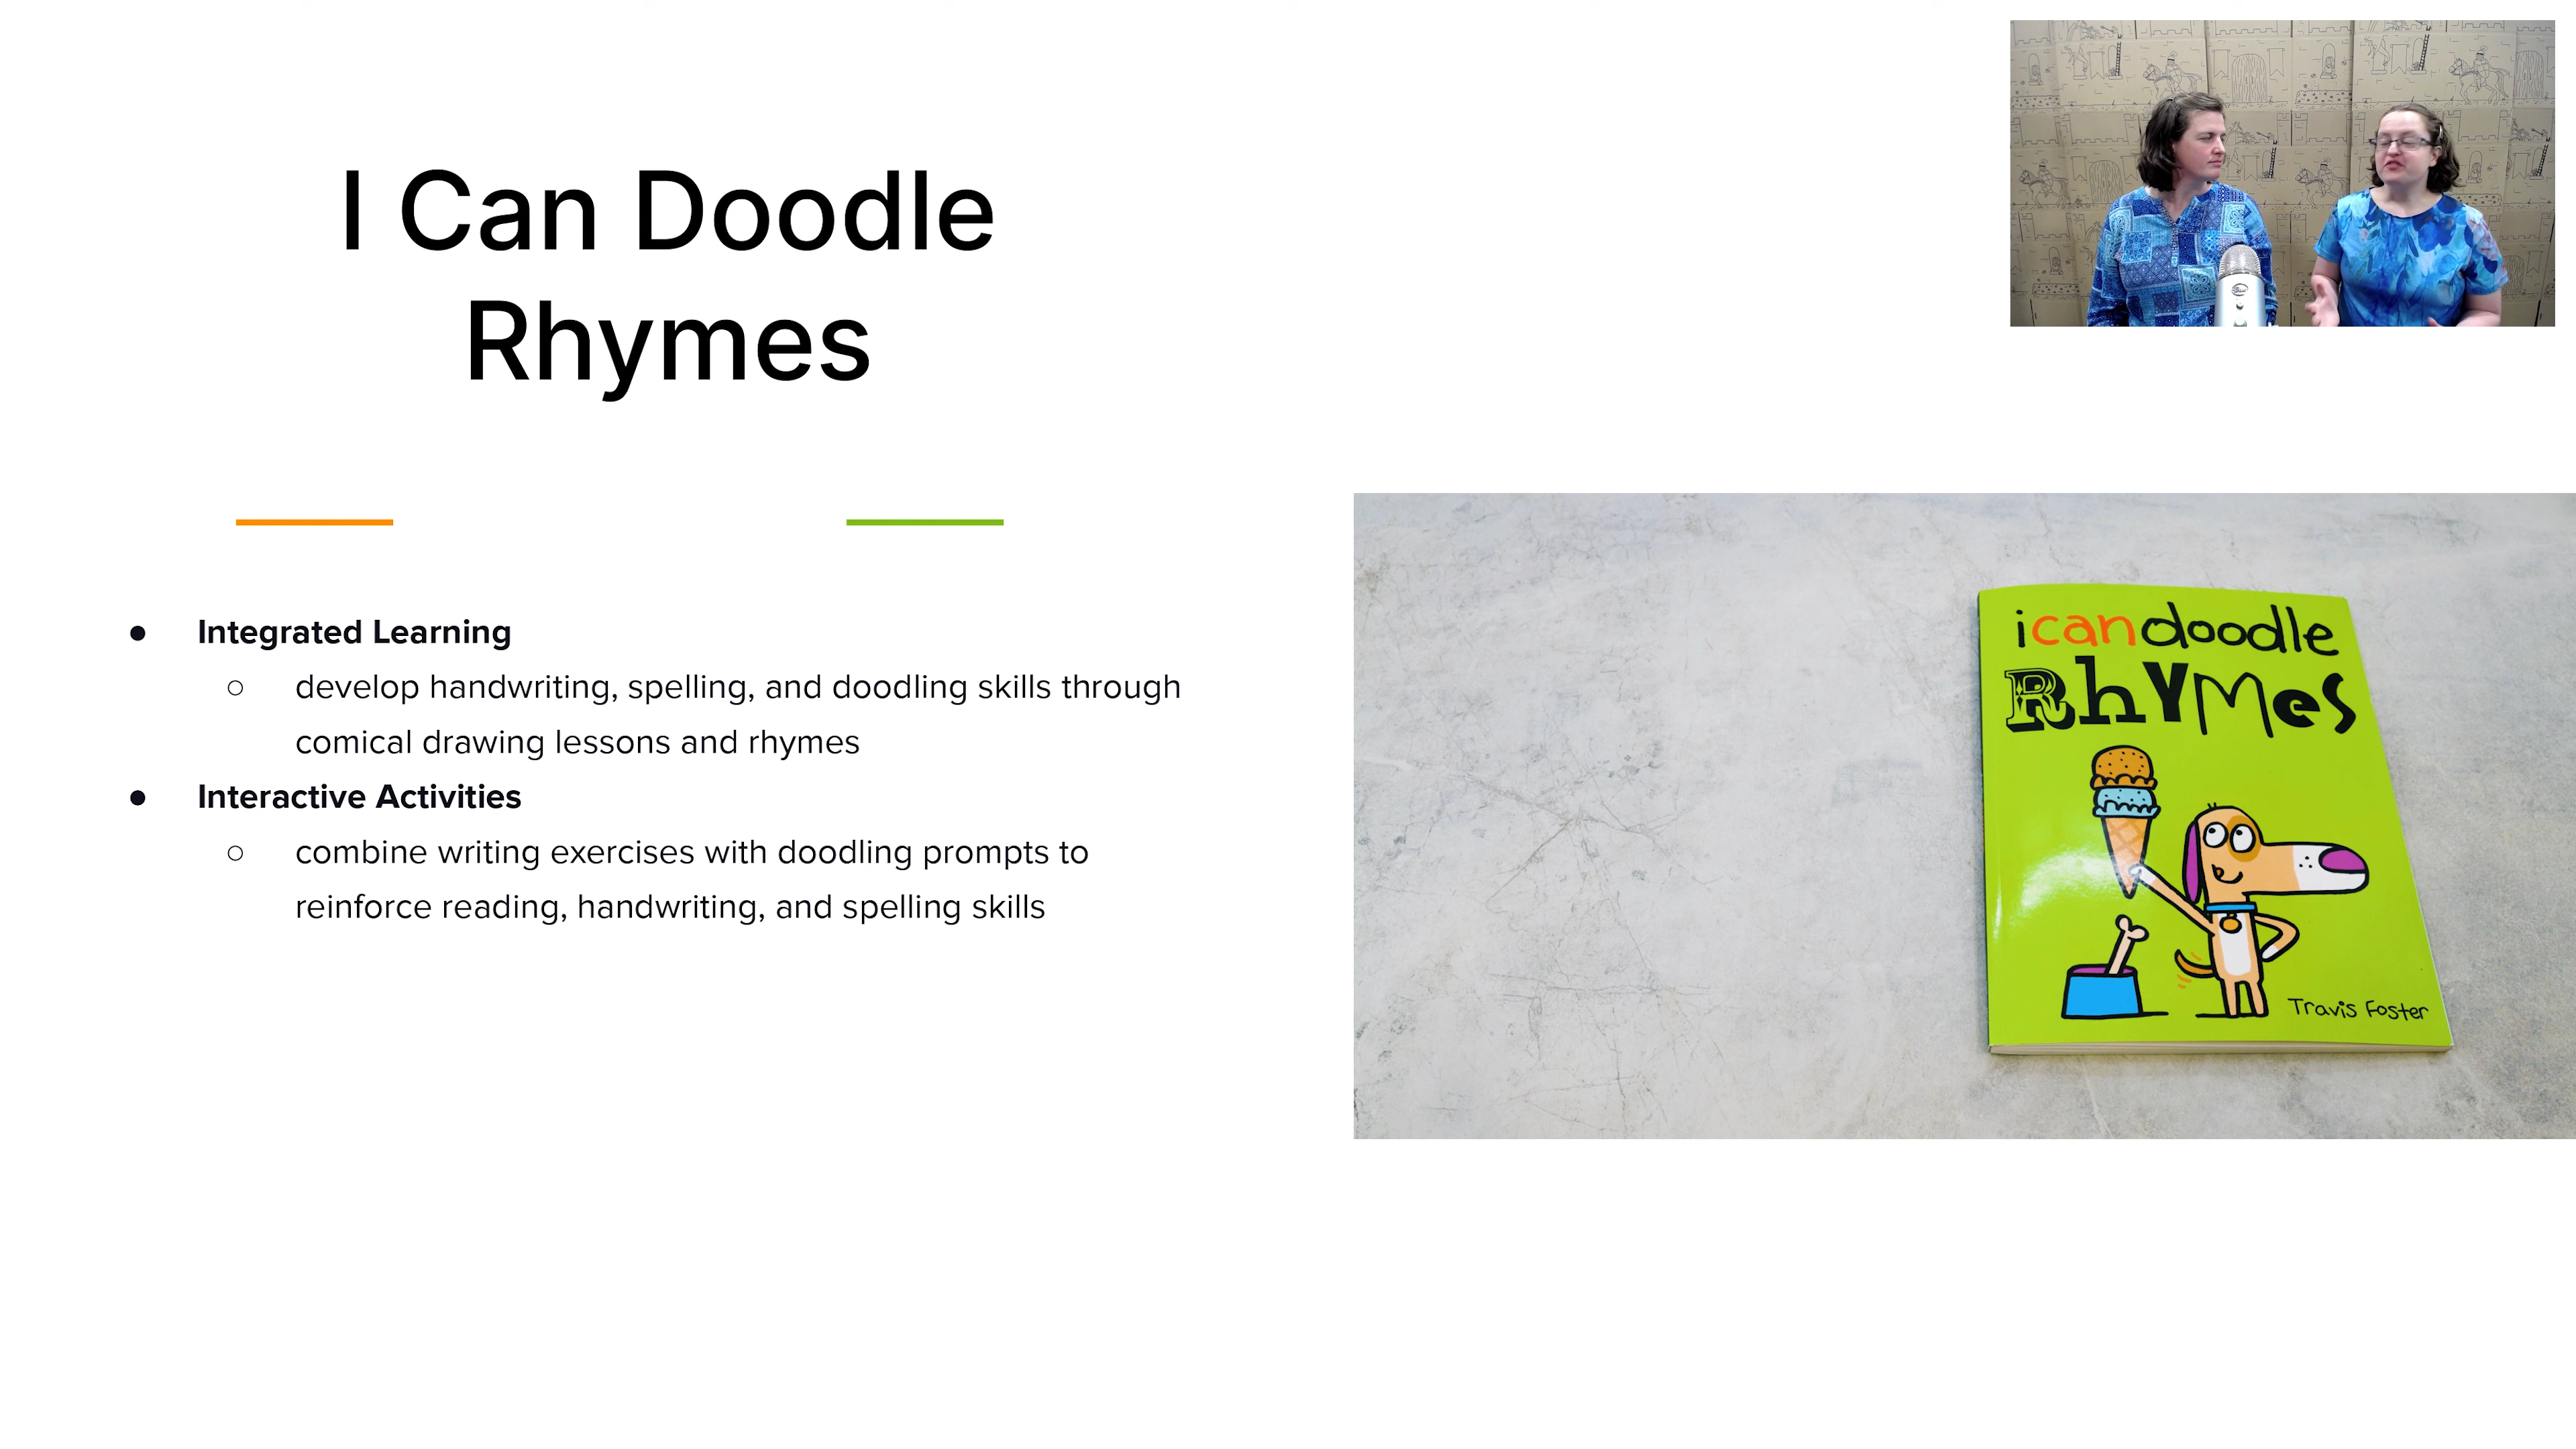 I Can Doodle
Rhymes
● Integrated Learning
○ develop handwriting, spelling, and doodling skills through
comical drawing lessons and rhymes
● Interactive Activities
○ combine writing exercises with doodling prompts to
reinforce reading, handwriting, and spelling skills
icandoodle
RhYMes
Travis Foster